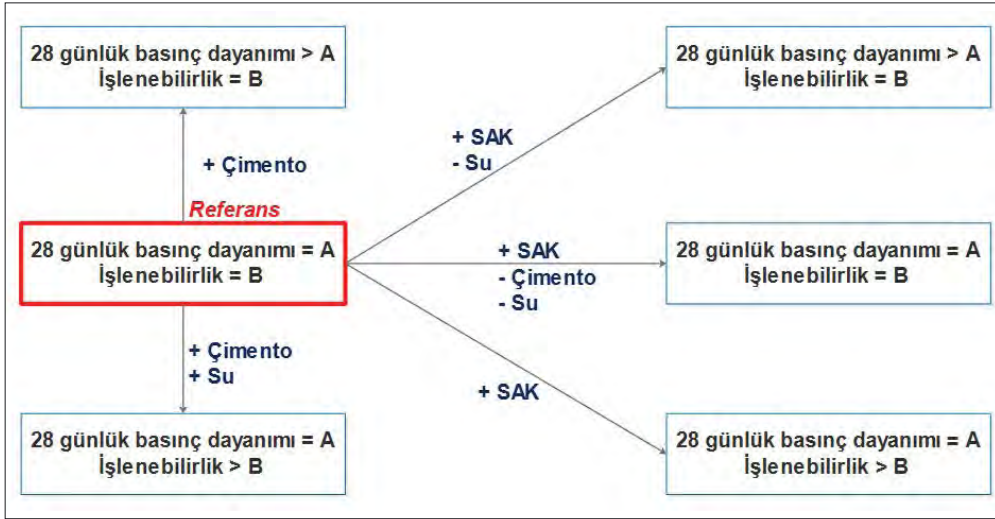 28 günlük basınç dayanımı > A
İşlenebilirlik = B
28 günlük basınç dayanımı > A
İşlenebilirlik = B
+ SAK
- Su
+ Çimento
Referans
28 günlük basınç dayanımı = A
İşlenebilirlik = B
+ SAK
- Çimento
- Su
28 günlük basınç dayanımı = A
İşlenebilirlik = B
+ Çimento
+ Su
+ SAK
28 günlük basınç dayanımı = A
İşlenebilirlik > B
28 günlük basınç dayanımı = A
İşlenebilirlik > B